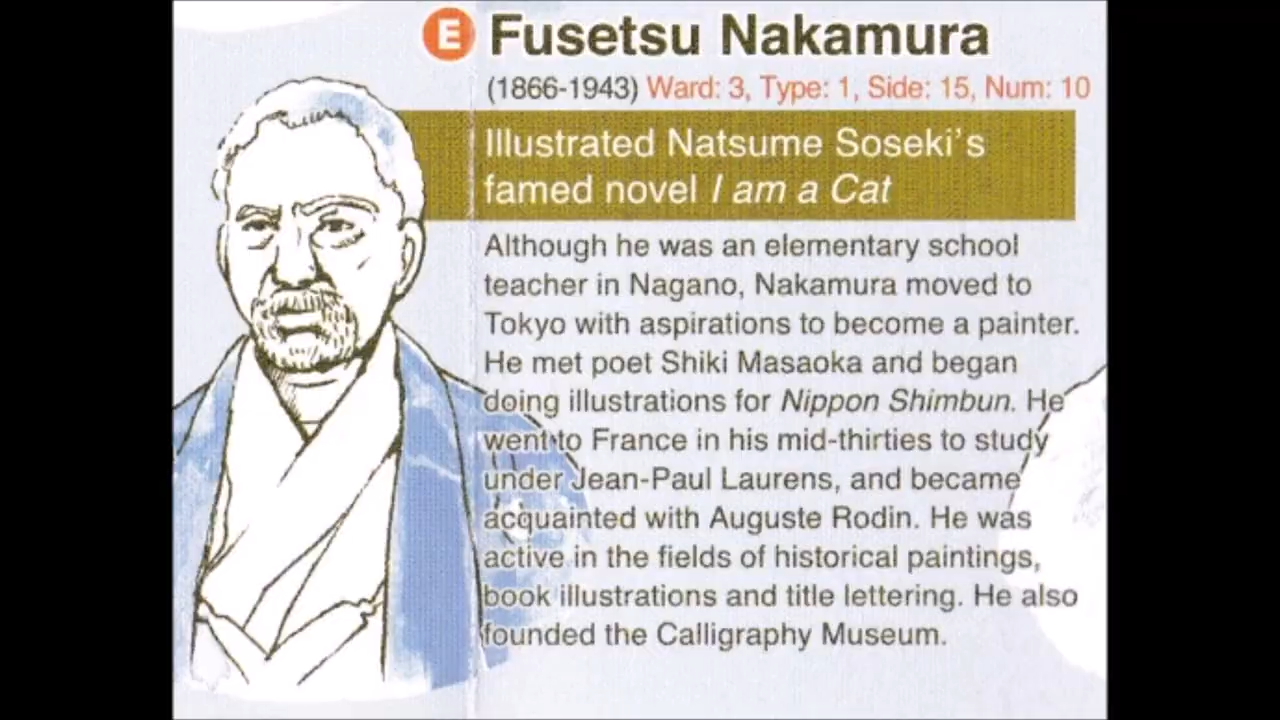 E Fusetsu Nakamura
(1866-1943) Ward: 3, Type: 1, Side: 15, Num: 10
Illustrated Natsume Soseki's
famed novel I am a Cat
Although he was an elementary school
teacher in Nagano, Nakamura moved to
Tokyo with aspirations to become a painter.
He met poet Shiki Masaoka and began
doing illustrations for Nippon Shimbun. He
went to France in his mid-thirties to study
under Jean-Paul Laurens, and became
acquainted with Auguste Rodin. He was
active in the fields of historical paintings,
book illustrations and title lettering. He also
founded the Calligraphy Museum.